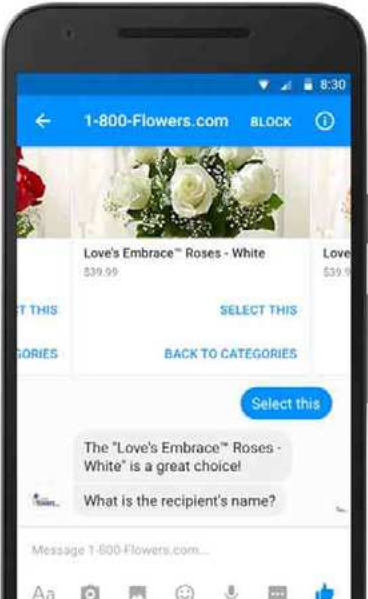 8:30
1-800-Flowers.com BLOCK
Love's Embrace™ Roses - White
Love
$39.99
$39.9
T THIS
SELECT THIS
GORIES
BACK TO CATEGORIES
Select this
The "Love's Embrace™ Roses -
White" is a great choice!
What is the recipient's name?
Message 1-800-Flowers.com...
Aa